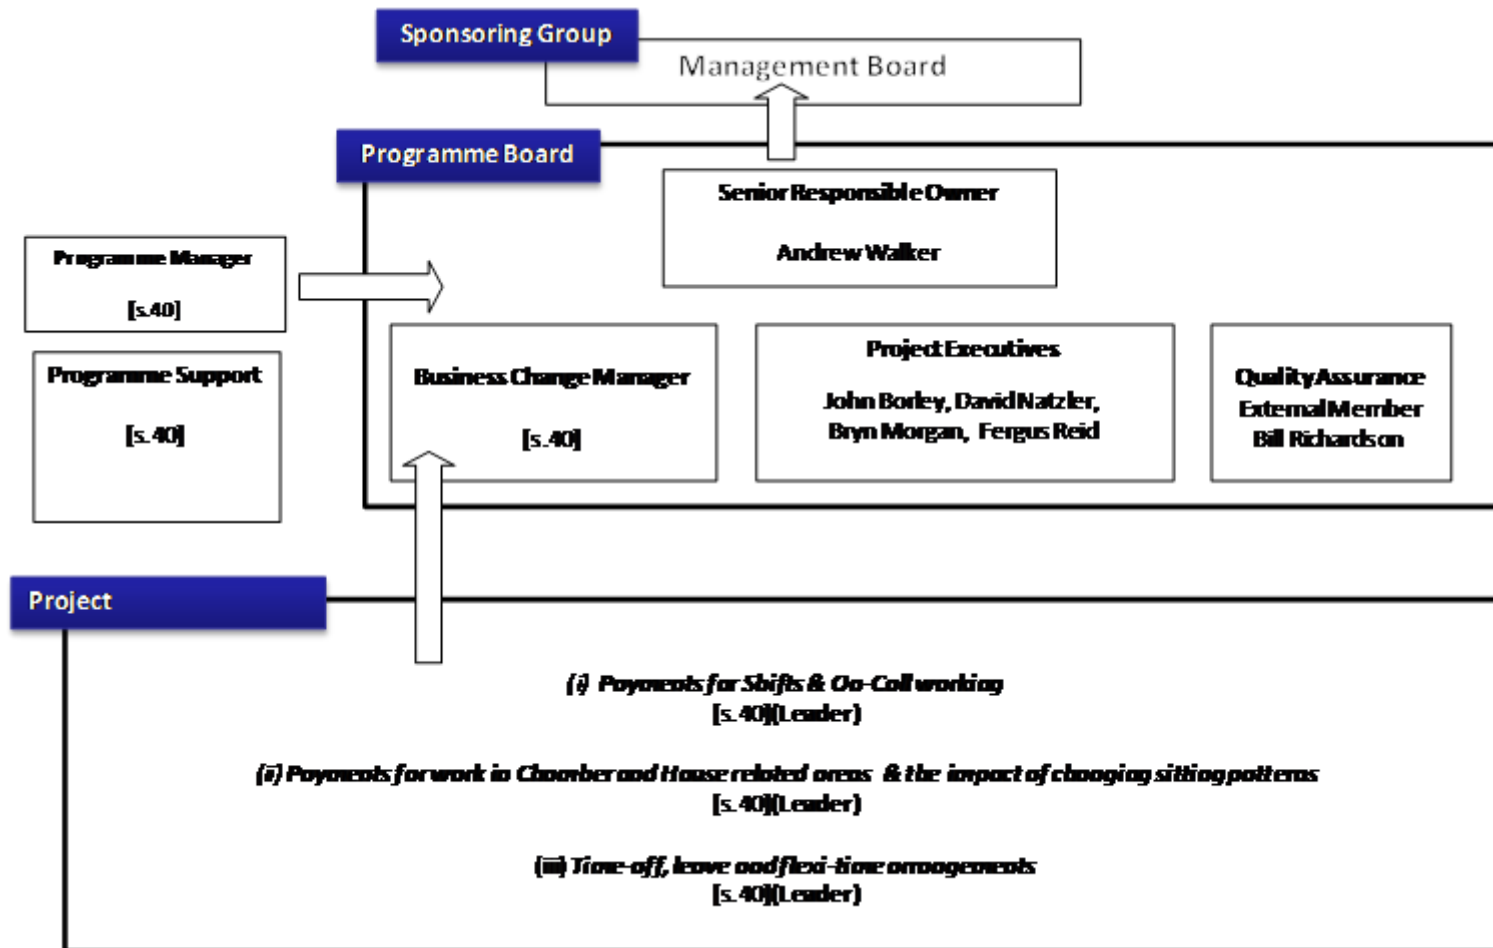 Sponsoring Group
Management Board
Programme Board
Senior Responsible Owner
Andrew Walker
Programme Manager
[s.40]
Programme Support
[s.40]
Business Change Manager
[s.40]
Project Executives
John Borley, David Natzler,
Bryn Morgan, Fergus Reid
Quality Assurance
External Member
Bill Richardson
Project
(i) Payments for Shifts & On-Call working
[s.40](Leader)
(ii) Payments for work in Chamber and House related areas & the impact of changing sitting patterns
[s.40](Leader)
(iii) Time-off, leave and flexi-time arrangements
[s.40](Leader)